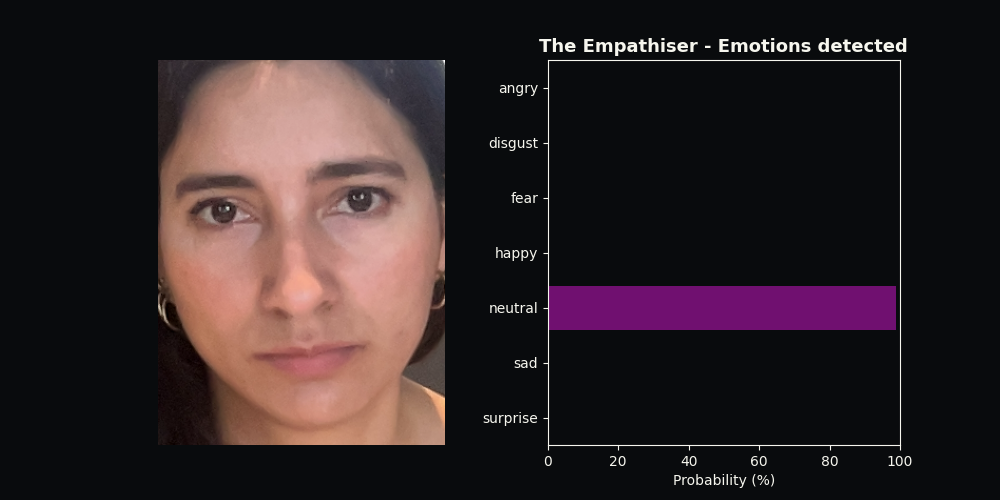 The Empathiser - Emotions detected
angry
disgust
fear
happy
neutral
sad
surprise
0 20 40 60 80 100
Probability (%)